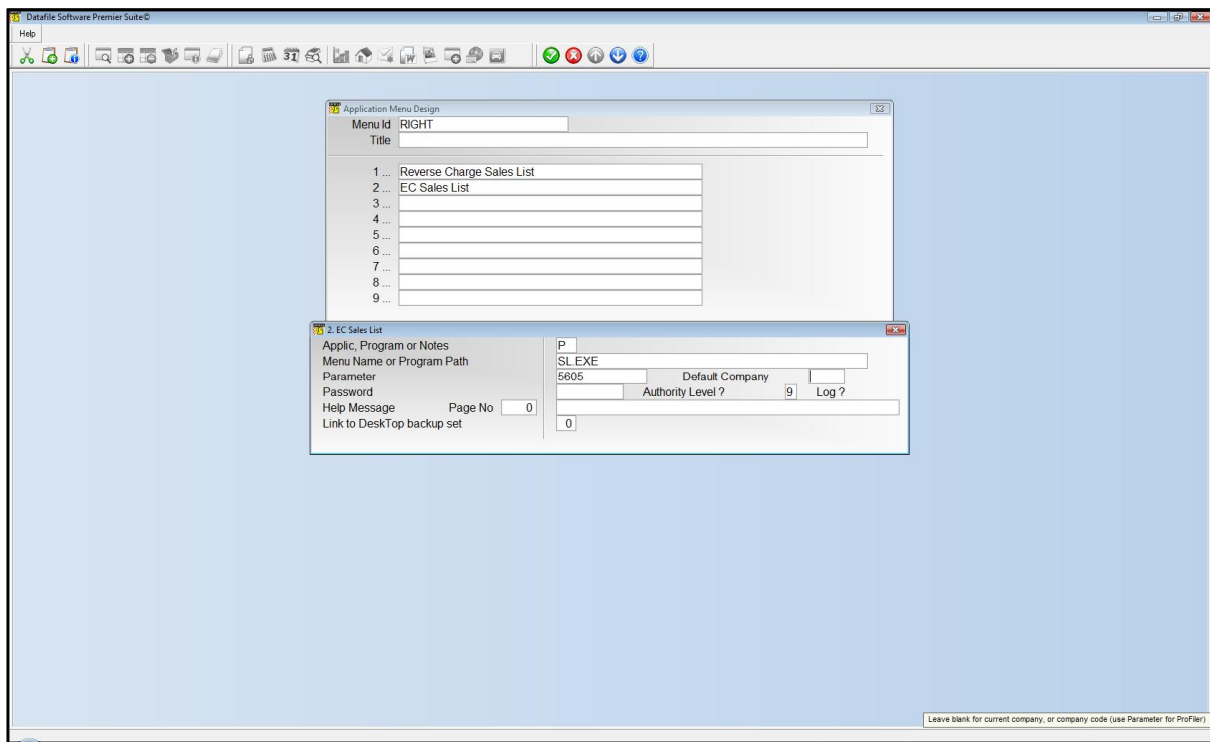 Datafile Software Premier Suite©
Help
31
Application Menu Design
Menu Id RIGHT
Title
1 ... Reverse Charge Sales List
2 ... EC Sales List
3 ...
4 ...
5 ...
6 ...
7 ...
8 ...
9 ...
2. EC Sales List
Applic, Program or Notes P
Menu Name or Program Path SL.EXE
Parameter 5605 Default Company
Password Authority Level ? 9 Log ?
Help Message Page No 0
Link to DeskTop backup set 0
Leave blank for current company, or company code (use Parameter for ProFiler)